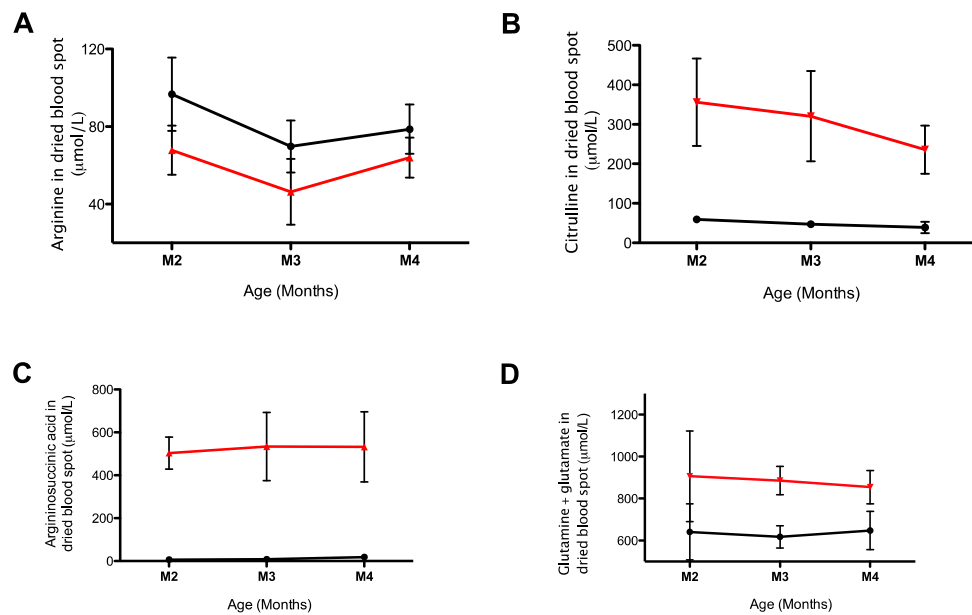 A
Arginine in dried blood spot
(μmol/L)
120
80
40
M2 M3 M4
Age (Months)
B
Citrulline in dried blood spot
(μmol/L)
500
400
300
200
100
0
M2 M3 M4
Age (Months)
C
Argininosuccinic acid in
dried blood spot (μmol/L)
800
600
400
200
0
M2 M3 M4
Age (Months)
D
Glutamine + glutamate in
dried blood spot (μmol/L)
1200
1000
800
600
M2 M3 M4
Age (Months)